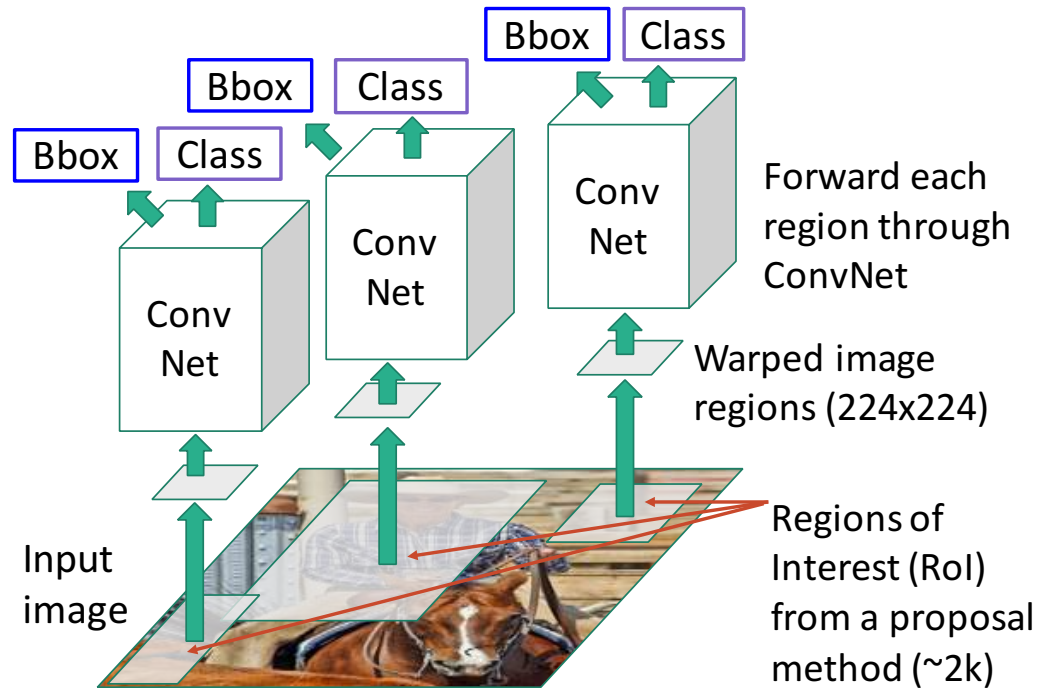 Bbox
Class
Bbox
Class
Bbox
Class
Conv
Net
Conv
Net
Conv
Net
Forward each
region through
ConvNet
Warped image
regions (224x224)
Regions of
Interest (RoI)
from a proposal
method (~2k)
Input
image